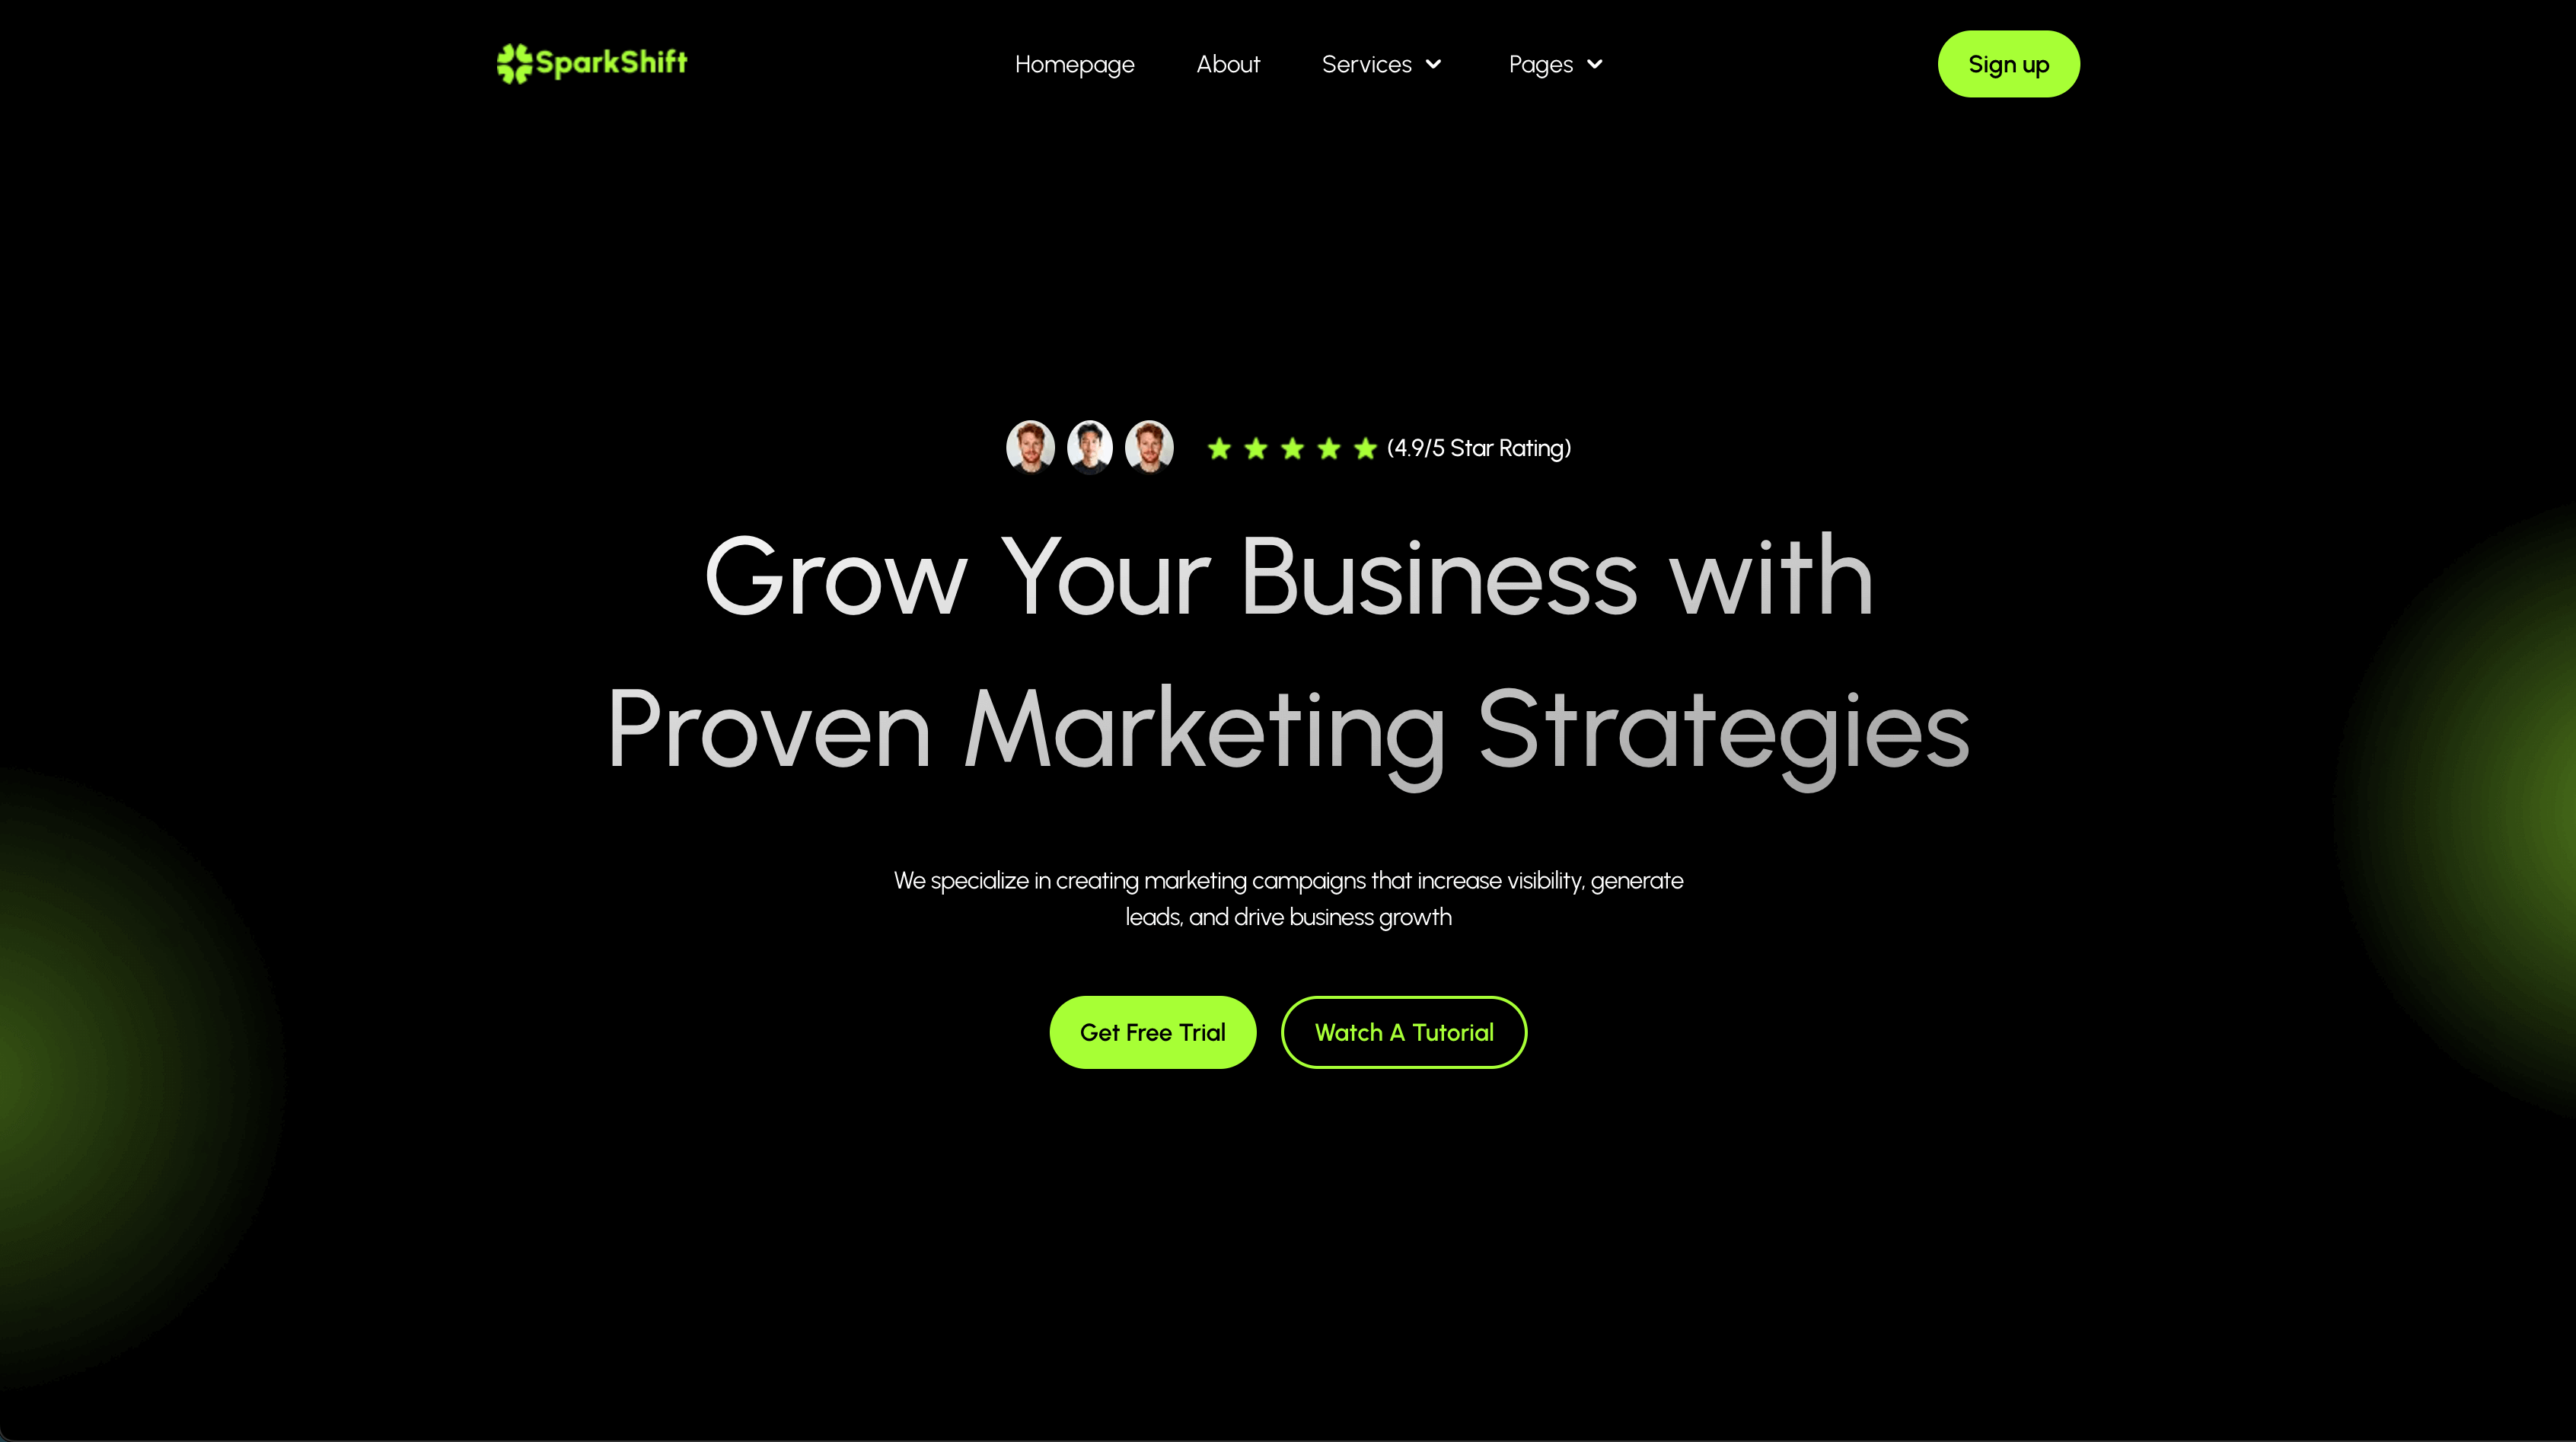 SparkShift
Homepage
About
Services
Pages
Sign up
(4.9/5 Star Rating)
Grow Your Business with
Proven Marketing Strategies
We specialize in creating marketing campaigns that increase visibility, generate
leads, and drive business growth
Get Free Trial
Watch A Tutorial